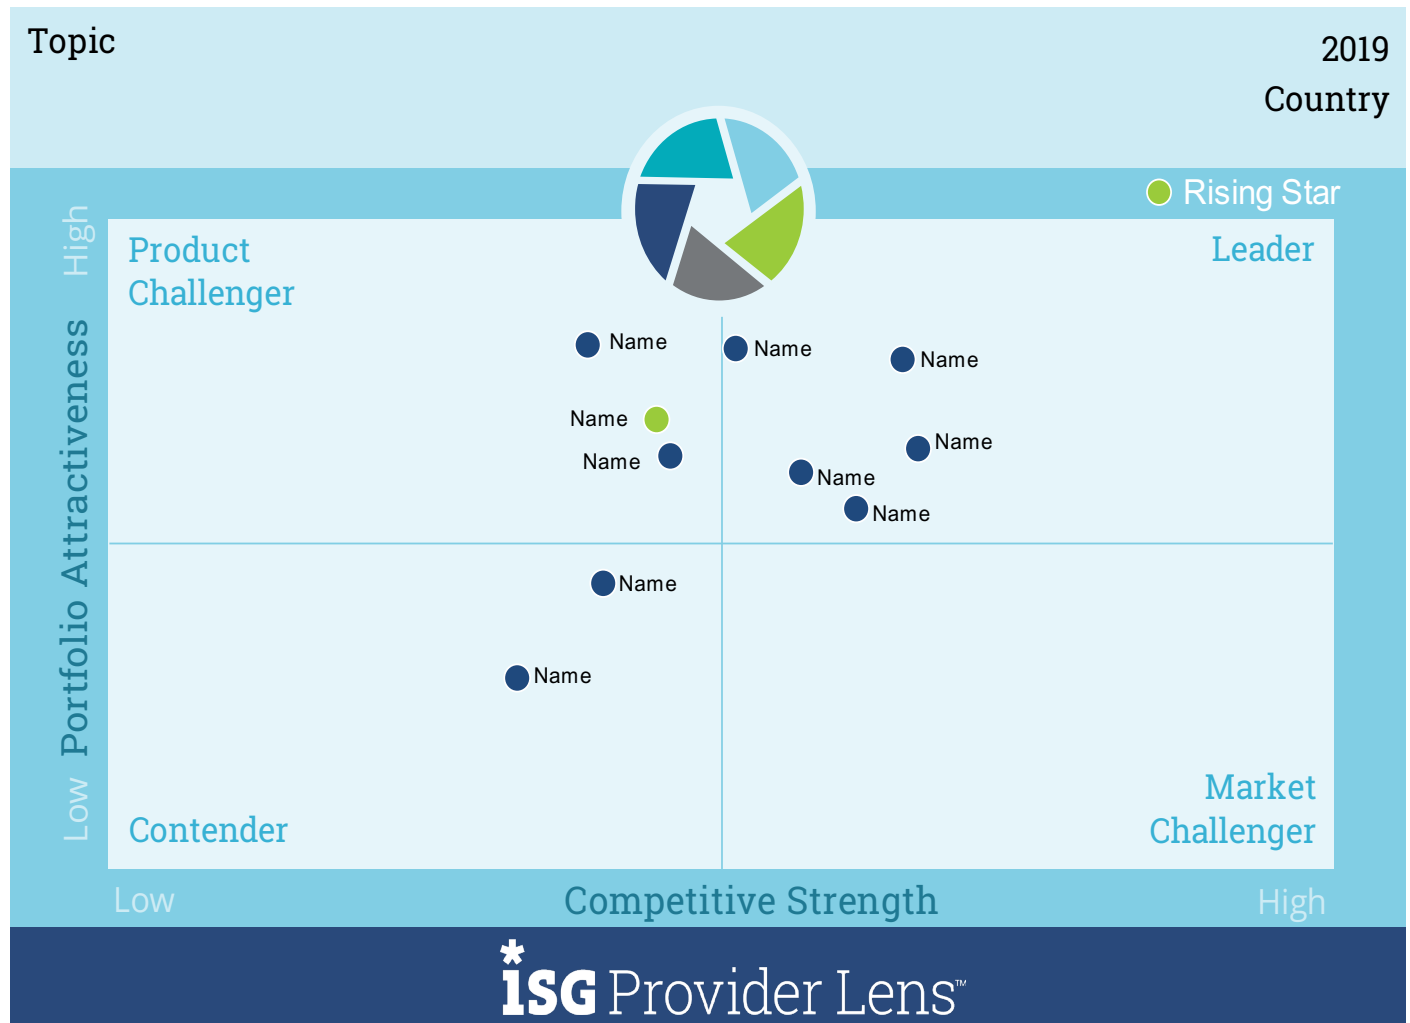 Topic
2019
Country
Rising Star
High
Product
Challenger
Leader
Name
Name
Name
Name
Name
Name
Name
Name
Portfolio Attractiveness
Name
Name
Name
Low
Contender
Market
Challenger
Low
Competitive Strength
High
iSG Provider Lens™